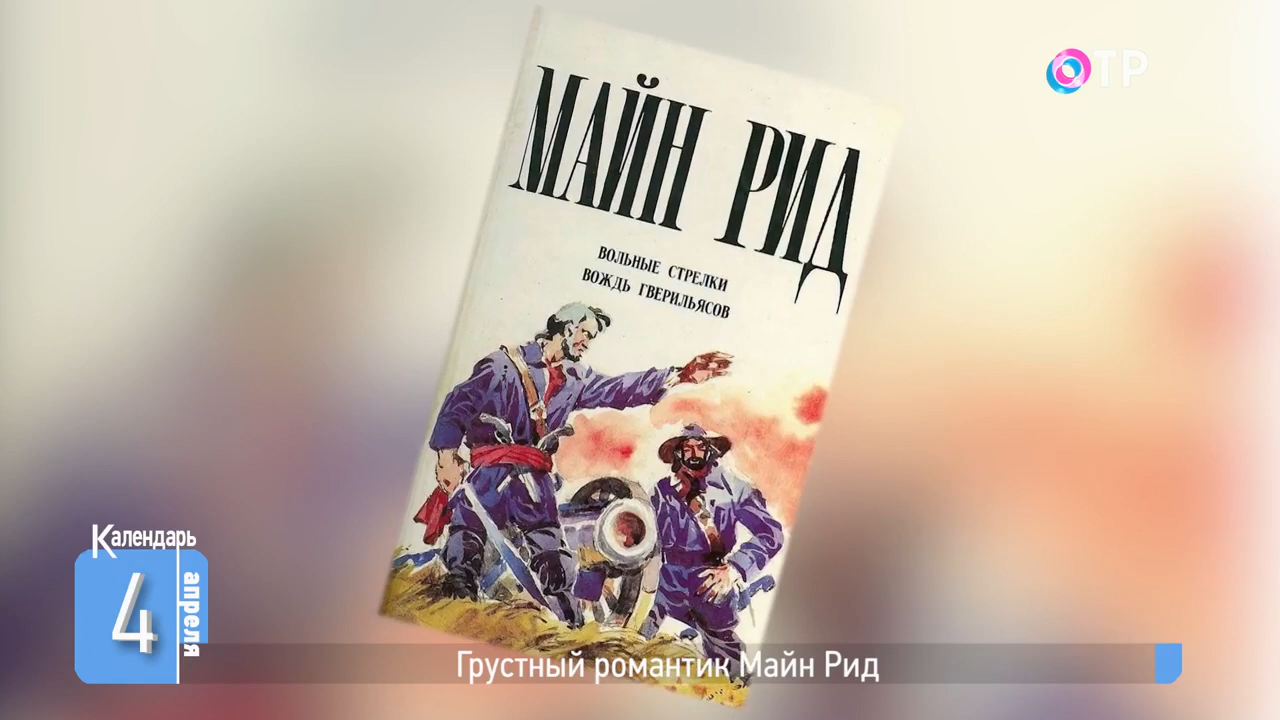 ОТР
МАЙН РИД
ВОЛЬНЫЕ СТРЕЛКИ
ВОЖДЬ ГВЕРИЛЬЯСОВ
Календарь
4
апреля
Грустный романтик Майн Рид